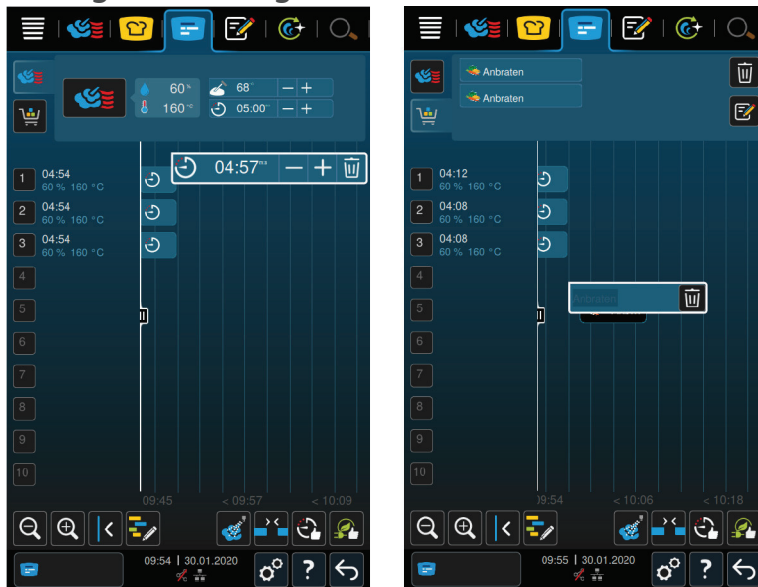 60 %
68 °
160 °C
05:00
04:57 ms
1 04:54
60 % 160 °C
2 04:54
60 % 160 °C
3 04:54
60 % 160 °C
4
5
6
7
8
9
10
09:45 < 09:57 < 10:09
09:54 | 30.01.2020
?
Anbraten
Anbraten
1 04:12
60 % 160 °C
2 04:08
60 % 160 °C
3 04:08
60 % 160 °C
4
Anbraten
5
6
7
8
9
10
09:54 < 10:06 < 10:18
09:55 | 30.01.2020
?